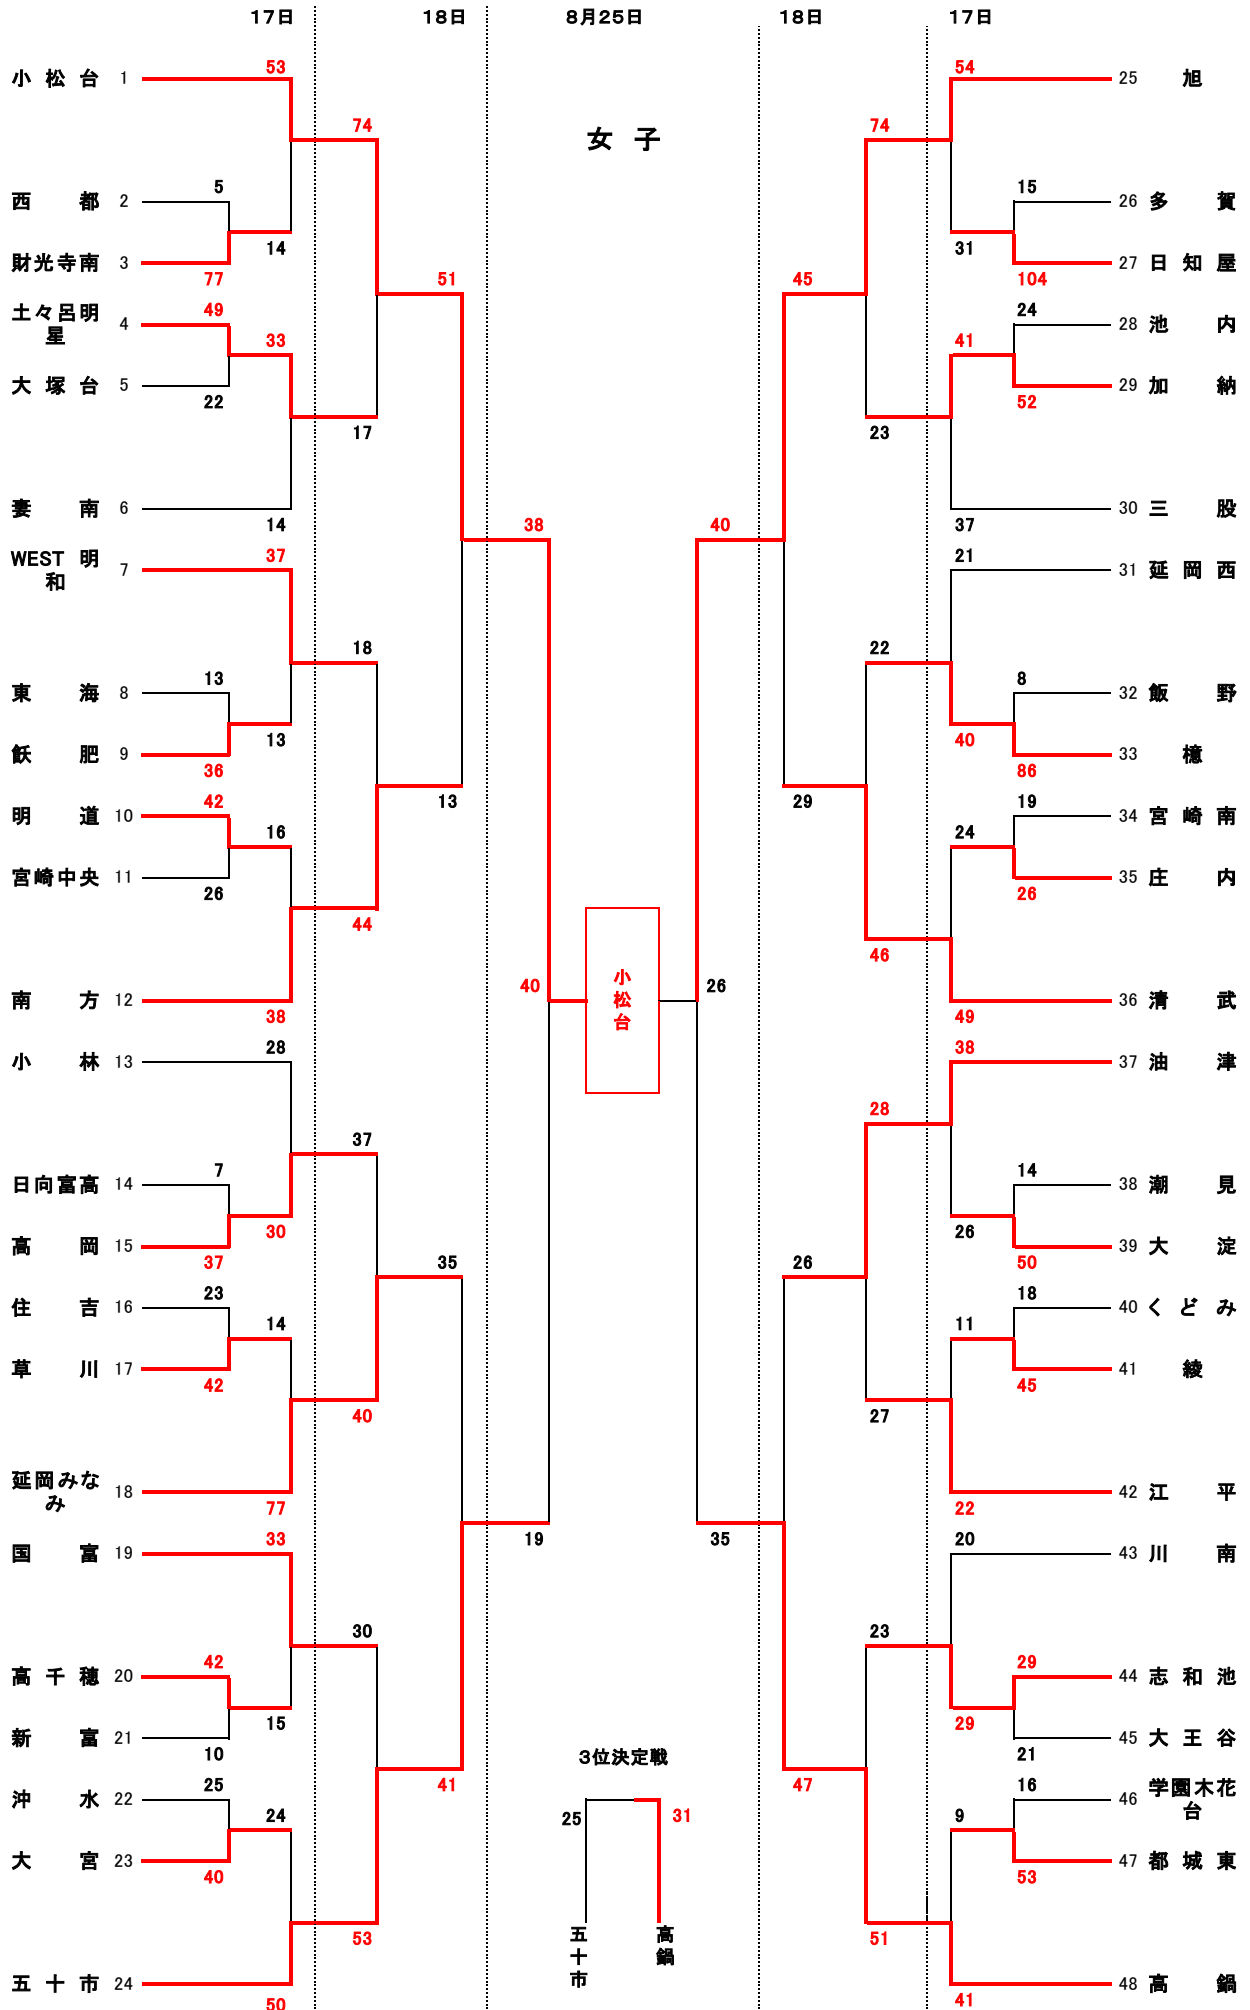 17日 18日 8月25日 18日 17日
女 子
小松台 1 53
74
西都 2 5
14
財光寺南 3 77
51
土々呂明星 4 49
33
大塚台 5 22
17
妻南 6 14
38
WEST 明和 7 37
18
東海 8 13
13
飫肥 9 36
13
明道 10 42
16
宮崎中央 11 26
44
南方 12 38
40
小林 13 28
37
日向富高 14 7
30
高岡 15 37
35
住吉 16 23
14
草川 17 42
40
延岡みなみ 18 77
19
国富 19 33
30
高千穂 20 42
15
新富 21 10
41
沖水 22 25
24
大宮 23 40
53
五十市 24 50
小松台
54 25 旭
74
15 26 多賀
31
104 27 日知屋
45
24 28 池内
41
52 29 加納
23
37 30 三股
40
21 31 延岡西
22
8 32 飯野
40
86 33 檍
29
19 34 宮崎南
24
26 35 庄内
46
49 36 清武
26
38 37 油津
28
14 38 潮見
26
50 39 大淀
26
18 40 くどみ
11
45 41 綾
27
22 42 江平
35
20 43 川南
23
29 44 志和池
29
21 45 大王谷
47
16 46 学園木花台
9
53 47 都城東
51
41 48 高鍋
3位決定戦
25 31
五十市 高鍋